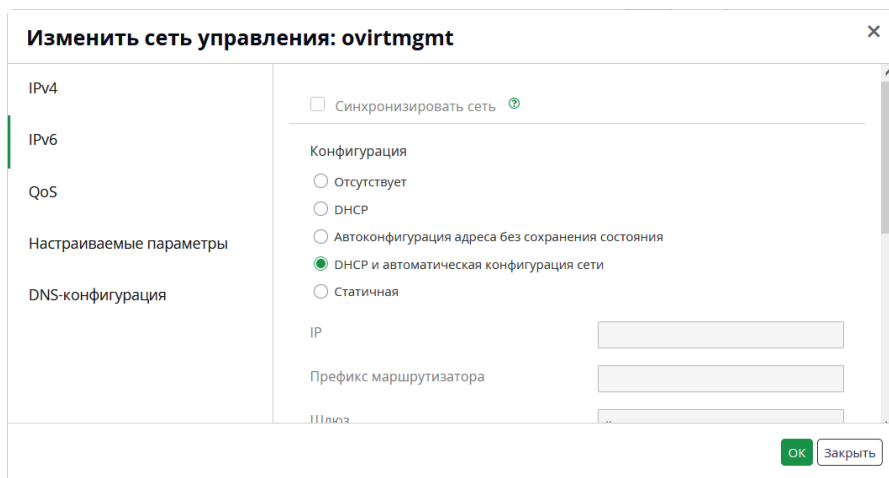 Изменить сеть управления: ovirtmgmt
IPv4
IPv6
QoS
Настраиваемые параметры
DNS-конфигурация
Синхронизировать сеть
Конфигурация
Отсутствует
DHCP
Автоконфигурация адреса без сохранения состояния
DHCP и автоматическая конфигурация сети
Статичная
IP
Префикс маршрутизатора
Шлюз
ОК Закрыть